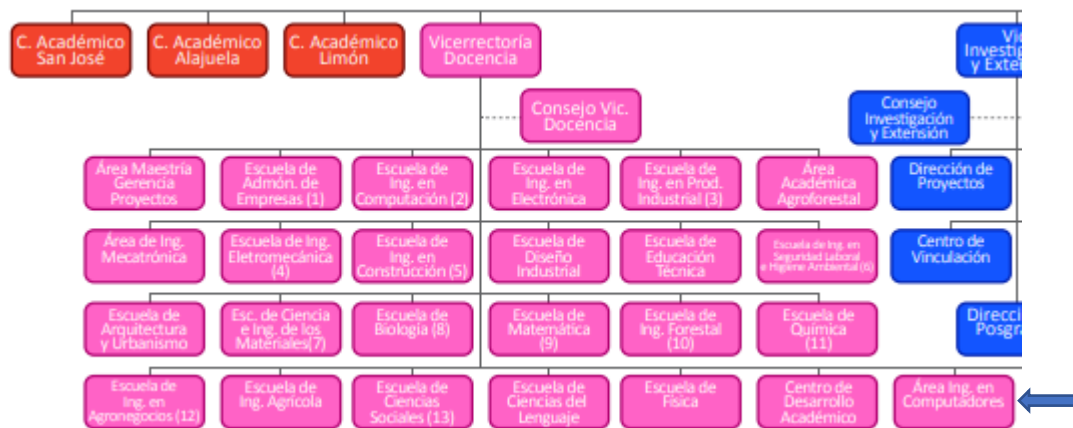 C. Académico
San José
C. Académico
Alajuela
C. Académico
Limón
Vicerrectoría
Docencia
Investig
y Exten
Consejo Vic.
Docencia
Consejo
Investigación
y Extensión
Área Maestría
Gerencia
Proyectos
Escuela de
Admón. de
Empresas (1)
Escuela de
Ing. en
Computación (2)
Escuela de
Ing. en
Electrónica
Escuela de
Ing. en Prod.
Industrial (3)
Área
Académica
Agroforestal
Dirección de
Proyectos
Área de Ing.
Mecatrónica
Escuela de Ing.
Eletromecánica
(4)
Escuela de
Ing. en
Construcción (5)
Escuela de
Diseño
Industrial
Escuela de
Educación
Técnica
Escuela de Ing. en
Seguridad Laboral
e Higiene Ambiental (6)
Centro de
Vinculación
Escuela de
Arquitectura
y Urbanismo
Esc. de Ciencia
e Ing. de los
Materiales(7)
Escuela de
Biología (8)
Escuela de
Matemática
(9)
Escuela de
Ing. Forestal
(10)
Escuela de
Química
(11)
Direcci
Posgra
Escuela de
Ing. en
Agronegocios (12)
Escuela de
Ing. Agrícola
Escuela de
Ciencias
Sociales (13)
Escuela de
Ciencias del
Lenguaje
Escuela de
Física
Centro de
Desarrollo
Académico
Área Ing. en
Computadores